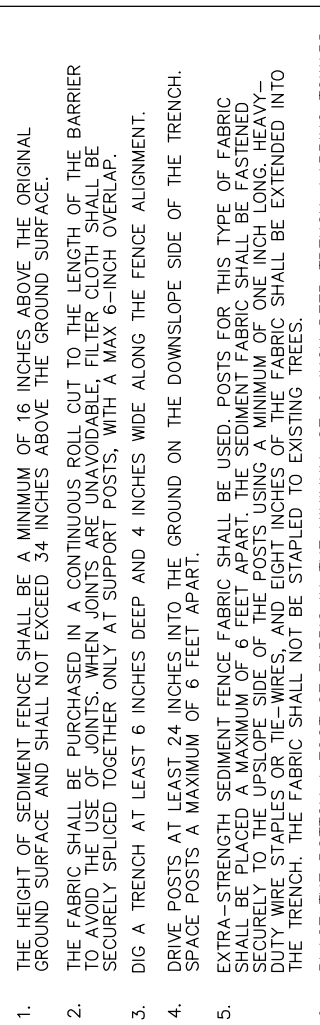 1. THE HEIGHT OF SEDIMENT FENCE SHALL BE A MINIMUM OF 16 INCHES ABOVE THE ORIGINAL
GROUND SURFACE AND SHALL NOT EXCEED 34 INCHES ABOVE THE GROUND SURFACE.
2. THE FABRIC SHALL BE PURCHASED IN A CONTINUOUS ROLL CUT TO THE LENGTH OF THE BARRIER
TO AVOID THE USE OF JOINTS. WHEN JOINTS ARE UNAVOIDABLE, FILTER CLOTH SHALL BE
SECURELY SPLICED TOGETHER ONLY AT SUPPORT POSTS, WITH A MAX 6-INCH OVERLAP.
3. DIG A TRENCH AT LEAST 6 INCHES DEEP AND 4 INCHES WIDE ALONG THE FENCE ALIGNMENT.
4. DRIVE POSTS AT LEAST 24 INCHES INTO THE GROUND ON THE DOWNSLOPE SIDE OF THE TRENCH.
SPACE POSTS A MAXIMUM OF 6 FEET APART.
5. EXTRA-STRENGTH SEDIMENT FENCE FABRIC SHALL BE USED. POSTS FOR THIS TYPE OF FABRIC
SHALL BE PLACED A MAXIMUM OF 6 FEET APART. THE SEDIMENT FABRIC SHALL BE FASTENED
SECURELY TO THE UPSLOPE SIDE OF THE POSTS USING A MINIMUM OF ONE INCH LONG. HEAVY-
DUTY WIRE STAPLES OR TIE-WIRES, AND EIGHT INCHES OF THE FABRIC SHALL BE EXTENDED INTO
THE TRENCH. THE FABRIC SHALL NOT BE STAPLED TO EXISTING TREES.